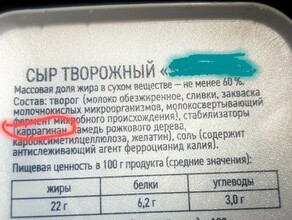 СЫР ТВОРОЖНЫЙ «
Массовая доля жира в сухом веществе – не менее 60 %.
Состав: творог (молоко обезжиренное, сливки, закваска
молочнокислых микроорганизмов, молокосвертывающий
фермент микробного происхождения), стабилизаторы
(каррагинан, камедь рожкового дерева,
карбоксиметилцеллюлоза, желатин), соль (содержит
антислеживающий агент ферроцианид калия).
Пищевая ценность в 100 г продукта (средние значения):
жиры белки углеводы
22 г 6,2 г 3,0 г